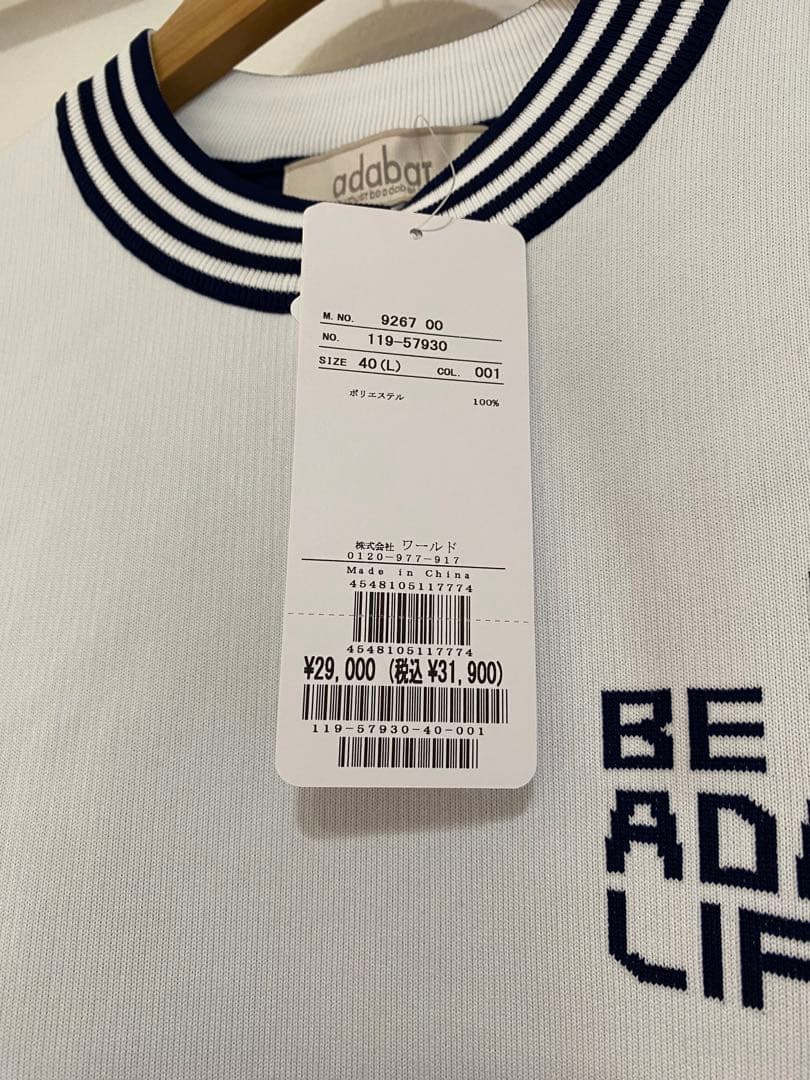 adabat
M. NO. 9267 00
NO. 119-57930
SIZE 40(L) COL. 001
ポリエステル 100%
株式会社 ワールド
0120-977-917
Made in China
4548105117774
4548105117774
¥29,000 (税込 ¥31,900)
119-57930-40-001
BE
AD
LIF